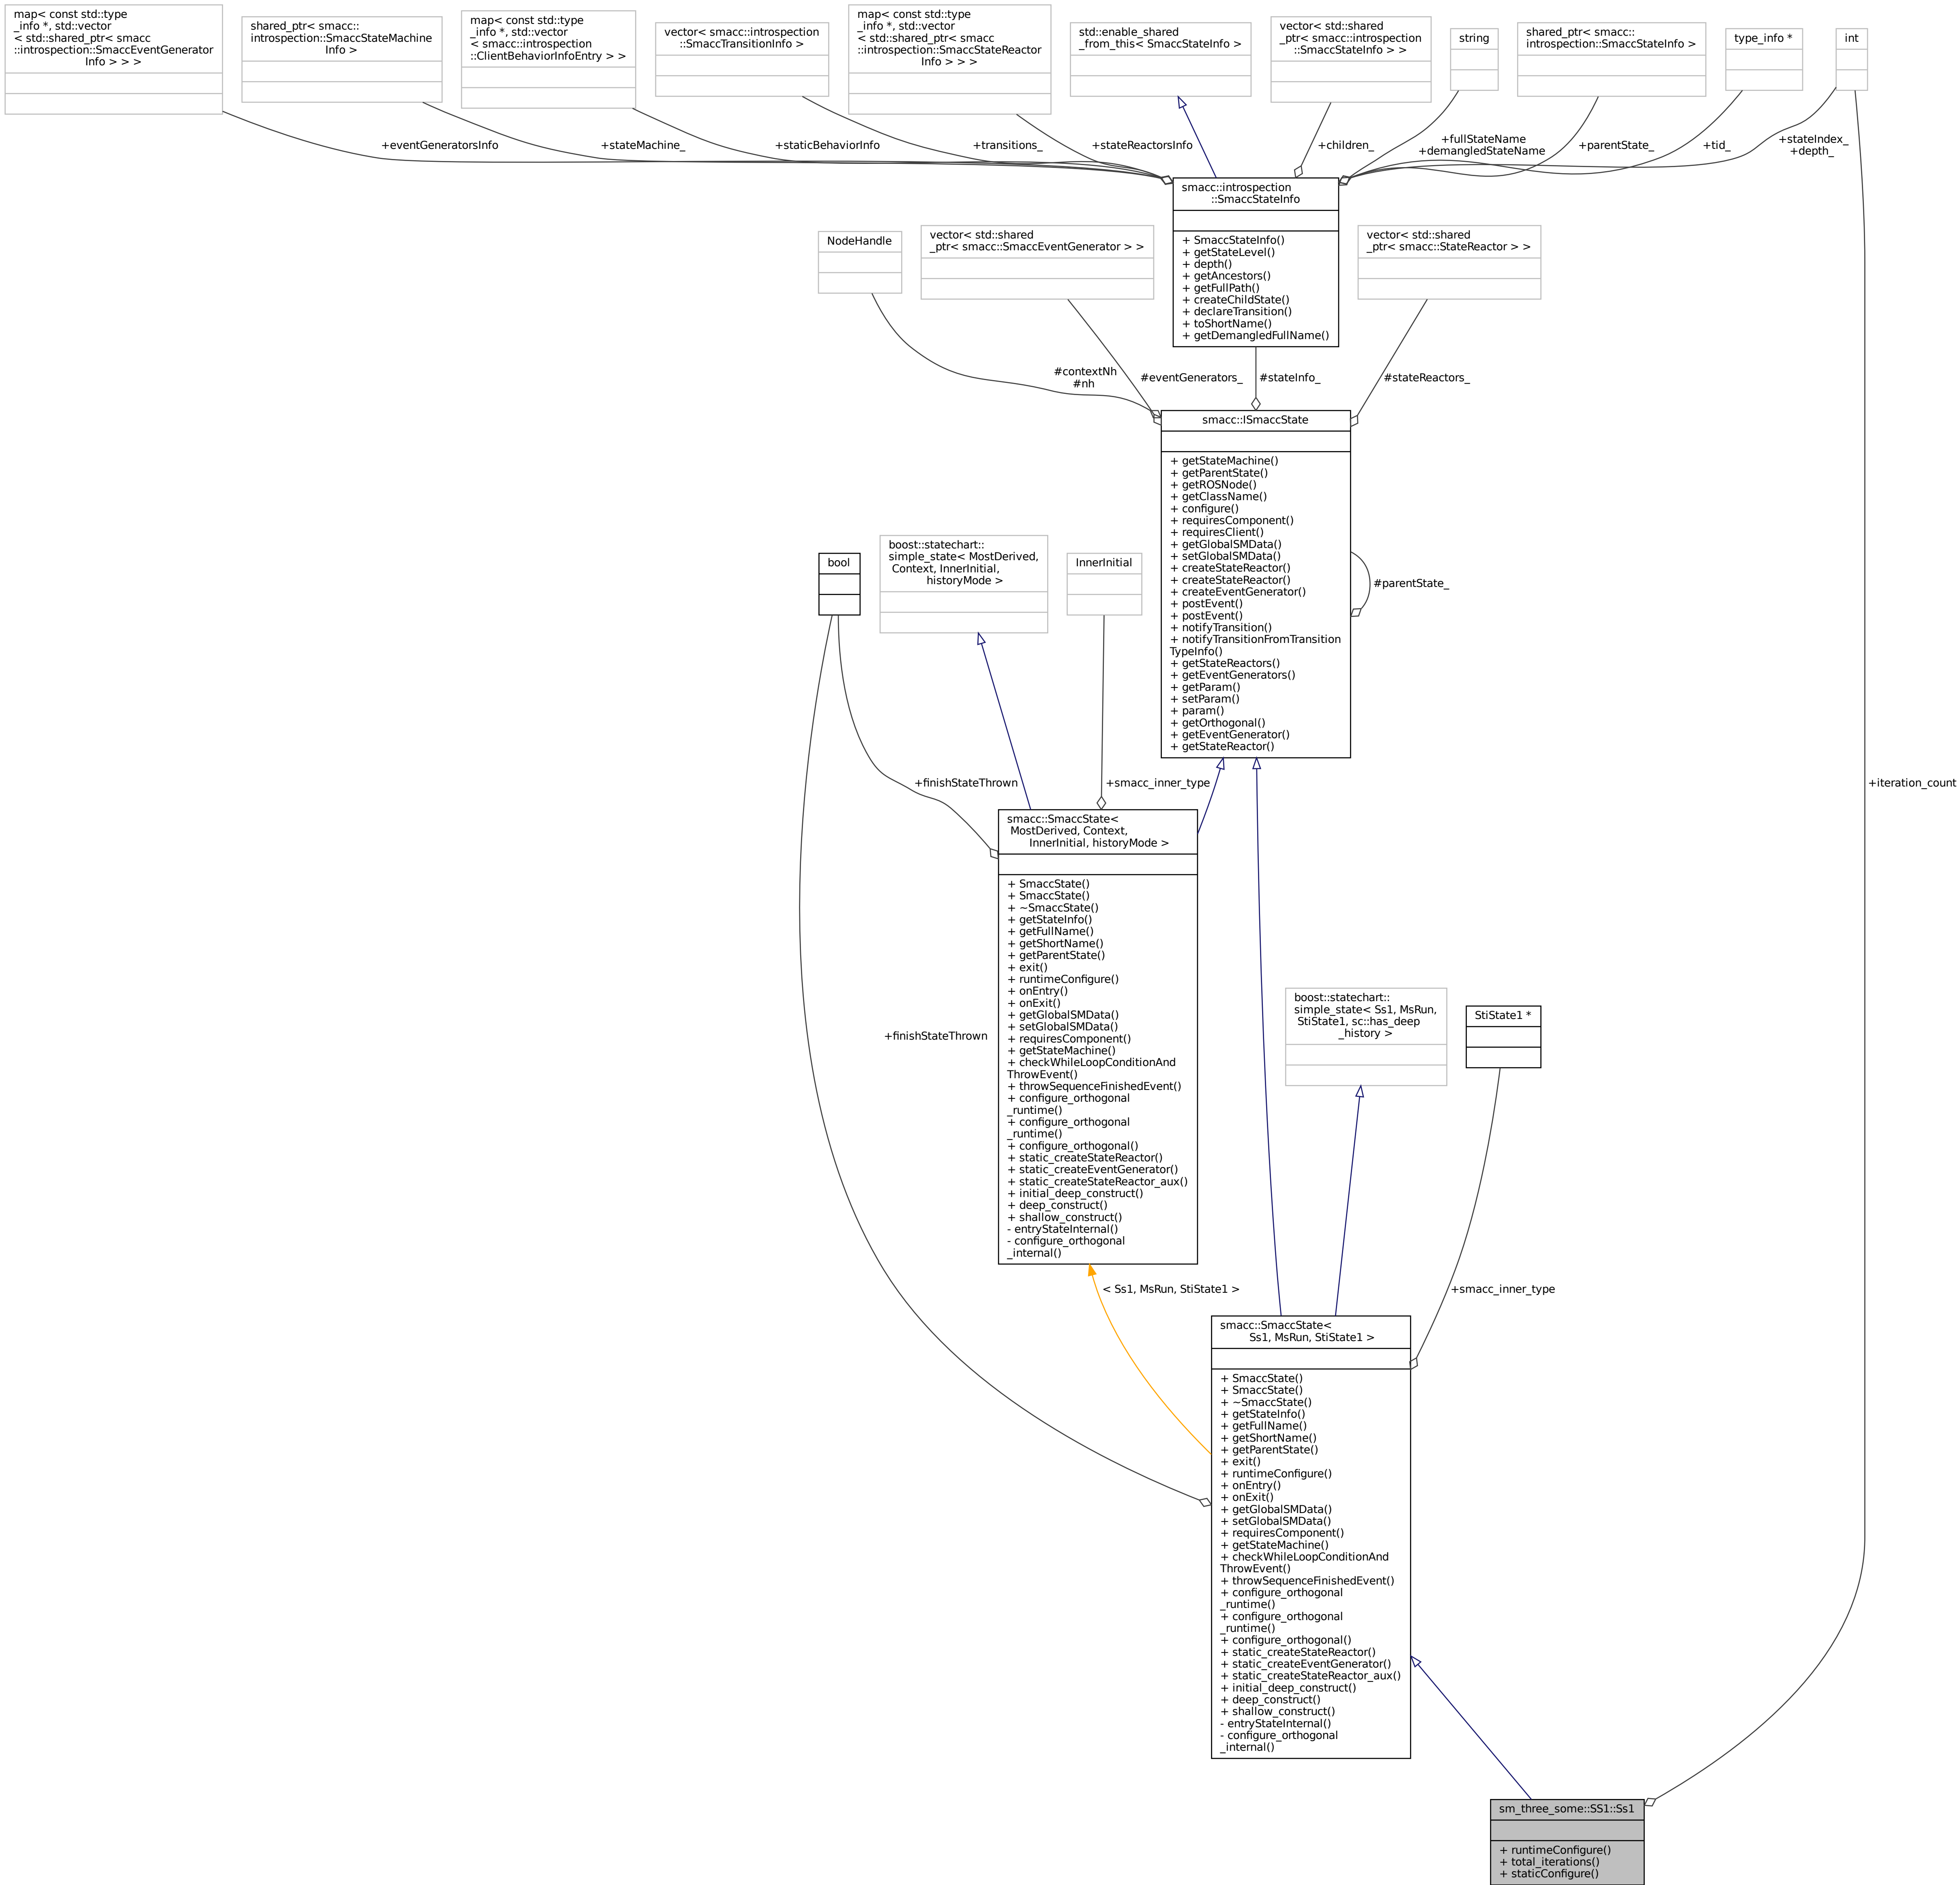 map< const std::type
_info *, std::vector
< std::shared_ptr< smacc
::introspection::SmaccEventGenerator
Info > > >
shared_ptr< smacc::
introspection::SmaccStateMachine
Info >
map< const std::type
_info *, std::vector
< smacc::introspection
::ClientBehaviorInfoEntry > >
vector< smacc::introspection
::SmaccTransitionInfo >
map< const std::type
_info *, std::vector
< std::shared_ptr< smacc
::introspection::SmaccStateReactor
Info > > >
std::enable_shared
_from_this< SmaccStateInfo >
vector< std::shared
_ptr< smacc::introspection
::SmaccStateInfo > >
string
shared_ptr< smacc::
introspection::SmaccStateInfo >
type_info *
int
+eventGeneratorsInfo
+stateMachine_
+staticBehaviorInfo
+transitions_
+stateReactorsInfo
+children_
+fullStateName
+demangledStateName
+parentState_
+tid_
+stateIndex_
+depth_
smacc::introspection
::SmaccStateInfo
+ SmaccStateInfo()
+ getStateLevel()
+ depth()
+ getAncestors()
+ getFullPath()
+ createChildState()
+ declareTransition()
+ toShortName()
+ getDemangledFullName()
NodeHandle
vector< std::shared
_ptr< smacc::SmaccEventGenerator > >
vector< std::shared
_ptr< smacc::StateReactor > >
#contextNh
#nh
#eventGenerators_
#stateInfo_
#stateReactors_
smacc::ISmaccState
+ getStateMachine()
+ getParentState()
+ getROSNode()
+ getClassName()
+ configure()
+ requiresComponent()
+ requiresClient()
+ getGlobalSMData()
+ setGlobalSMData()
+ createStateReactor()
+ createStateReactor()
+ createEventGenerator()
+ postEvent()
+ postEvent()
+ notifyTransition()
+ notifyTransitionFromTransition
TypeInfo()
+ getStateReactors()
+ getEventGenerators()
+ getParam()
+ setParam()
+ param()
+ getOrthogonal()
+ getEventGenerator()
+ getStateReactor()
#parentState_
bool
boost::statechart::
simple_state< MostDerived,
Context, InnerInitial,
historyMode >
InnerInitial
+finishStateThrown
+smacc_inner_type
+iteration_count
smacc::SmaccState<
MostDerived, Context,
InnerInitial, historyMode >
+ SmaccState()
+ SmaccState()
+ ~SmaccState()
+ getStateInfo()
+ getFullName()
+ getShortName()
+ getParentState()
+ exit()
+ runtimeConfigure()
+ onEntry()
+ onExit()
+ getGlobalSMData()
+ setGlobalSMData()
+ requiresComponent()
+ getStateMachine()
+ checkWhileLoopConditionAnd
ThrowEvent()
+ throwSequenceFinishedEvent()
+ configure_orthogonal
_runtime()
+ configure_orthogonal
_runtime()
+ configure_orthogonal()
+ static_createStateReactor()
+ static_createEventGenerator()
+ static_createStateReactor_aux()
+ initial_deep_construct()
+ deep_construct()
+ shallow_construct()
- entryStateInternal()
- configure_orthogonal
_internal()
+finishStateThrown
boost::statechart::
simple_state< Ss1, MsRun,
StiState1, sc::has_deep
_history >
StiState1 *
< Ss1, MsRun, StiState1 >
+smacc_inner_type
smacc::SmaccState<
Ss1, MsRun, StiState1 >
+ SmaccState()
+ SmaccState()
+ ~SmaccState()
+ getStateInfo()
+ getFullName()
+ getShortName()
+ getParentState()
+ exit()
+ runtimeConfigure()
+ onEntry()
+ onExit()
+ getGlobalSMData()
+ setGlobalSMData()
+ requiresComponent()
+ getStateMachine()
+ checkWhileLoopConditionAnd
ThrowEvent()
+ throwSequenceFinishedEvent()
+ configure_orthogonal
_runtime()
+ configure_orthogonal
_runtime()
+ configure_orthogonal()
+ static_createStateReactor()
+ static_createEventGenerator()
+ static_createStateReactor_aux()
+ initial_deep_construct()
+ deep_construct()
+ shallow_construct()
- entryStateInternal()
- configure_orthogonal
_internal()
sm_three_some::SS1::Ss1
+ runtimeConfigure()
+ total_iterations()
+ staticConfigure()